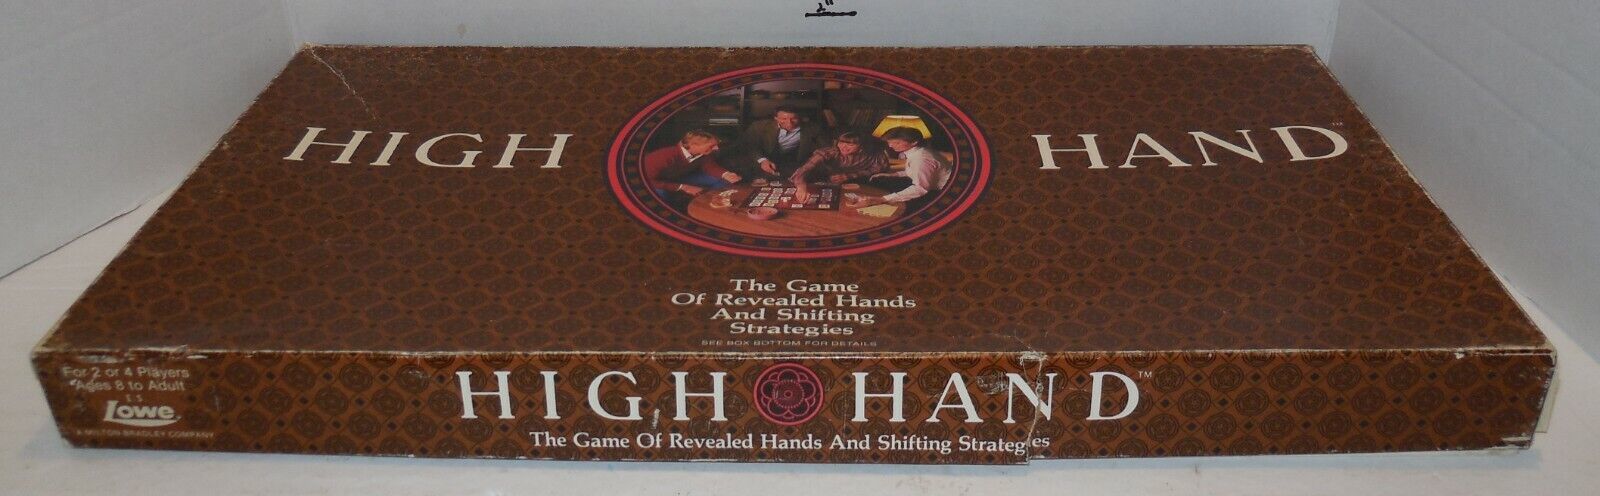 2"
HIGH HAND™
The Game
Of Revealed Hands
And Shifting
Strategies
SEE BOX BOTTOM FOR DETAILS
For 2 or 4 Players
Ages 8 to Adult
E.S.
Lowe
A MILTON BRADLEY COMPANY
HIGH HAND™
The Game Of Revealed Hands And Shifting Strategies